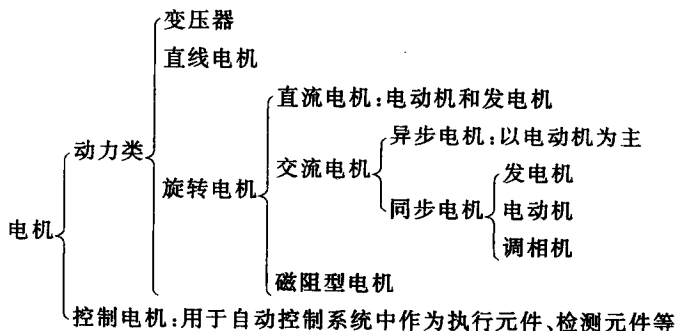 变压器
直线电机
直流电机:电动机和发电机
异步电机:以电动机为主
动力类
交流电机
发电机
旋转电机
同步电机
电动机
电机
调相机
磁阻型电机
控制电机:用于自动控制系统中作为执行元件、检测元件等